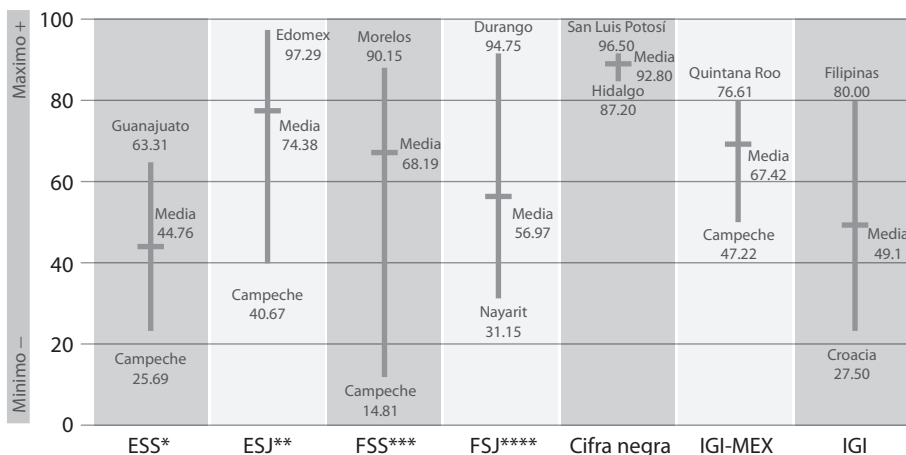 Maximo +
Minimo –
100
80
60
40
20
0
Guanajuato
63.31
Media
44.76
Campeche
25.69
Edomex
97.29
Media
74.38
Campeche
40.67
Morelos
90.15
Media
68.19
Campeche
14.81
Durango
94.75
Media
56.97
Nayarit
31.15
San Luis Potosí
96.50
Media
92.80
Hidalgo
87.20
Quintana Roo
76.61
Media
67.42
Campeche
47.22
Filipinas
80.00
Media
49.1
Croacia
27.50
ESS* ESJ** FSS*** FSJ**** Cifra negra IGI-MEX IGI